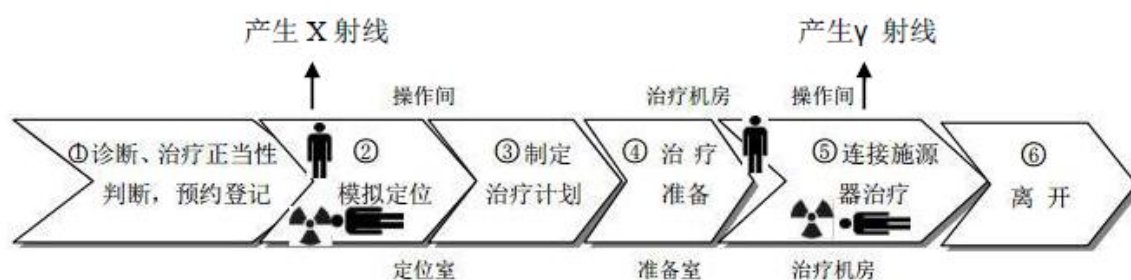 产生 X 射线
产生γ 射线
操作间
治疗机房
操作间
①诊断、治疗正当性
判断，预约登记
②
模拟定位
③制定
治疗计划
④ 治 疗
准备
⑤连接施源
器治疗
⑥
离 开
定位室
准备室
治疗机房